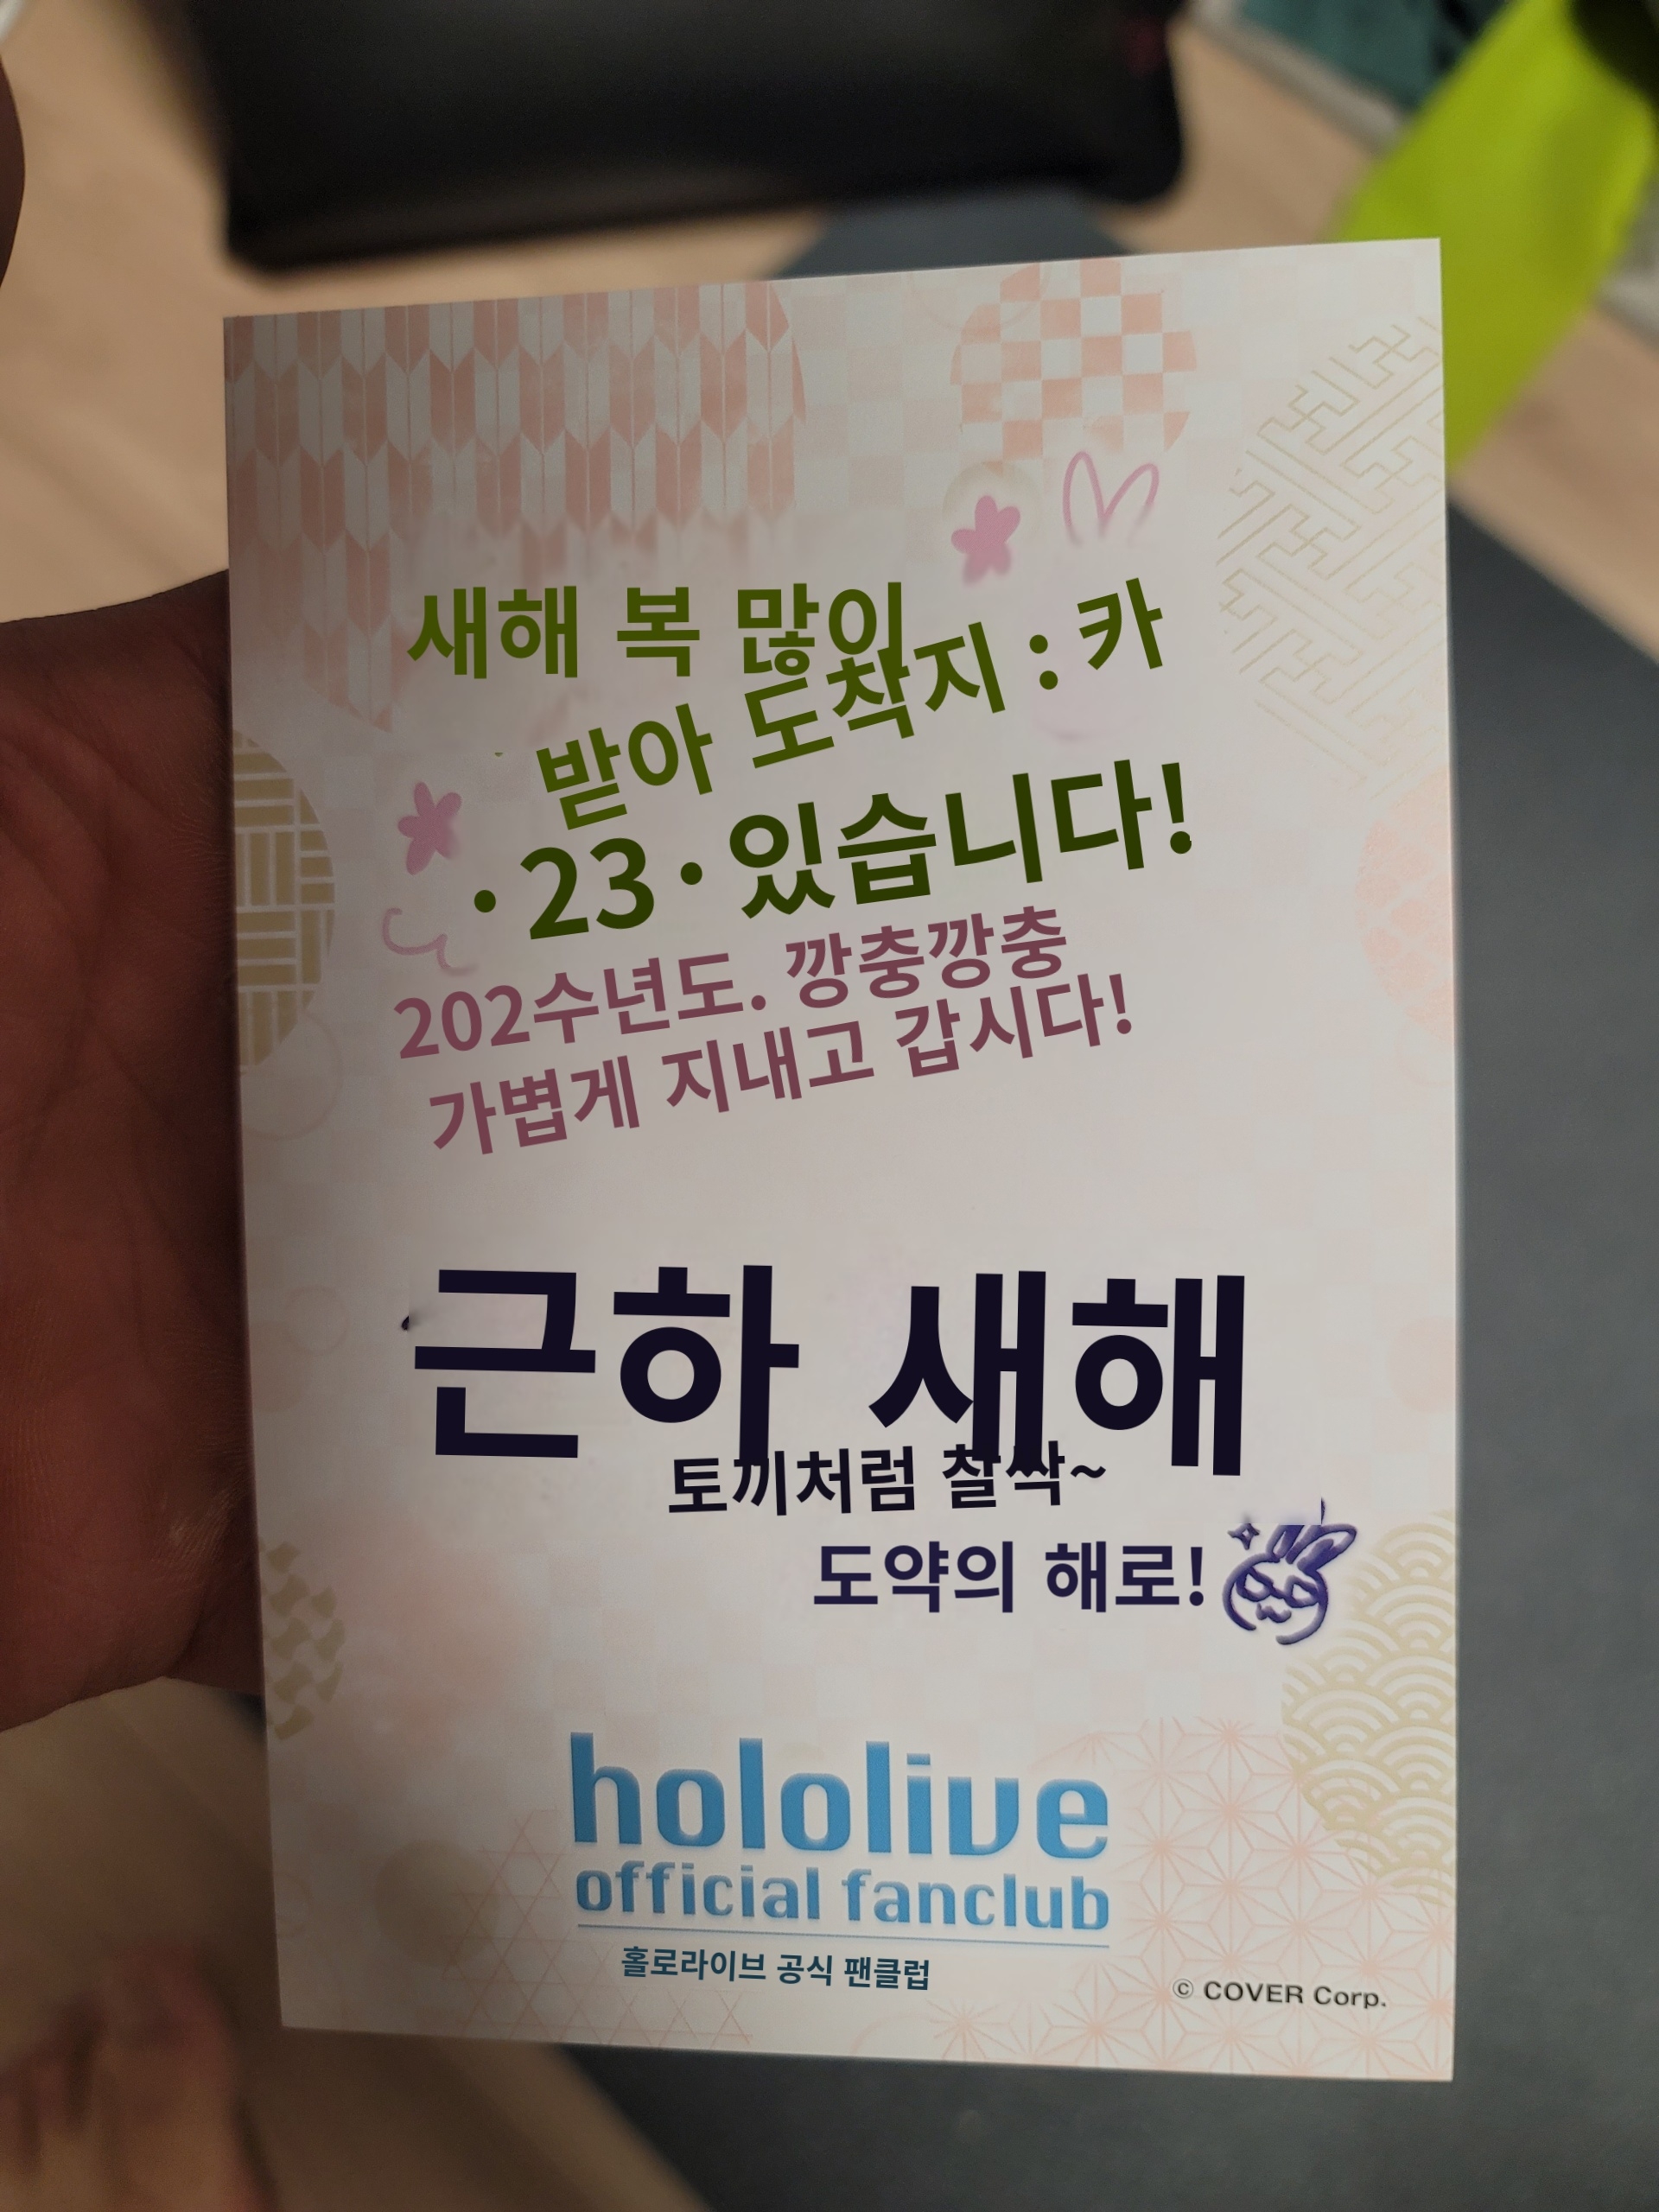 새해 복 많이
받아 도착지 : 캬
·23·있습니다!
202수년도. 깡충깡충
가볍게 지내고 갑시다!
근하 새해
토끼처럼 찰싹~
도약의 해로!
hololive
official fanclub
홀로라이브 공식 팬클럽
© COVER Corp.